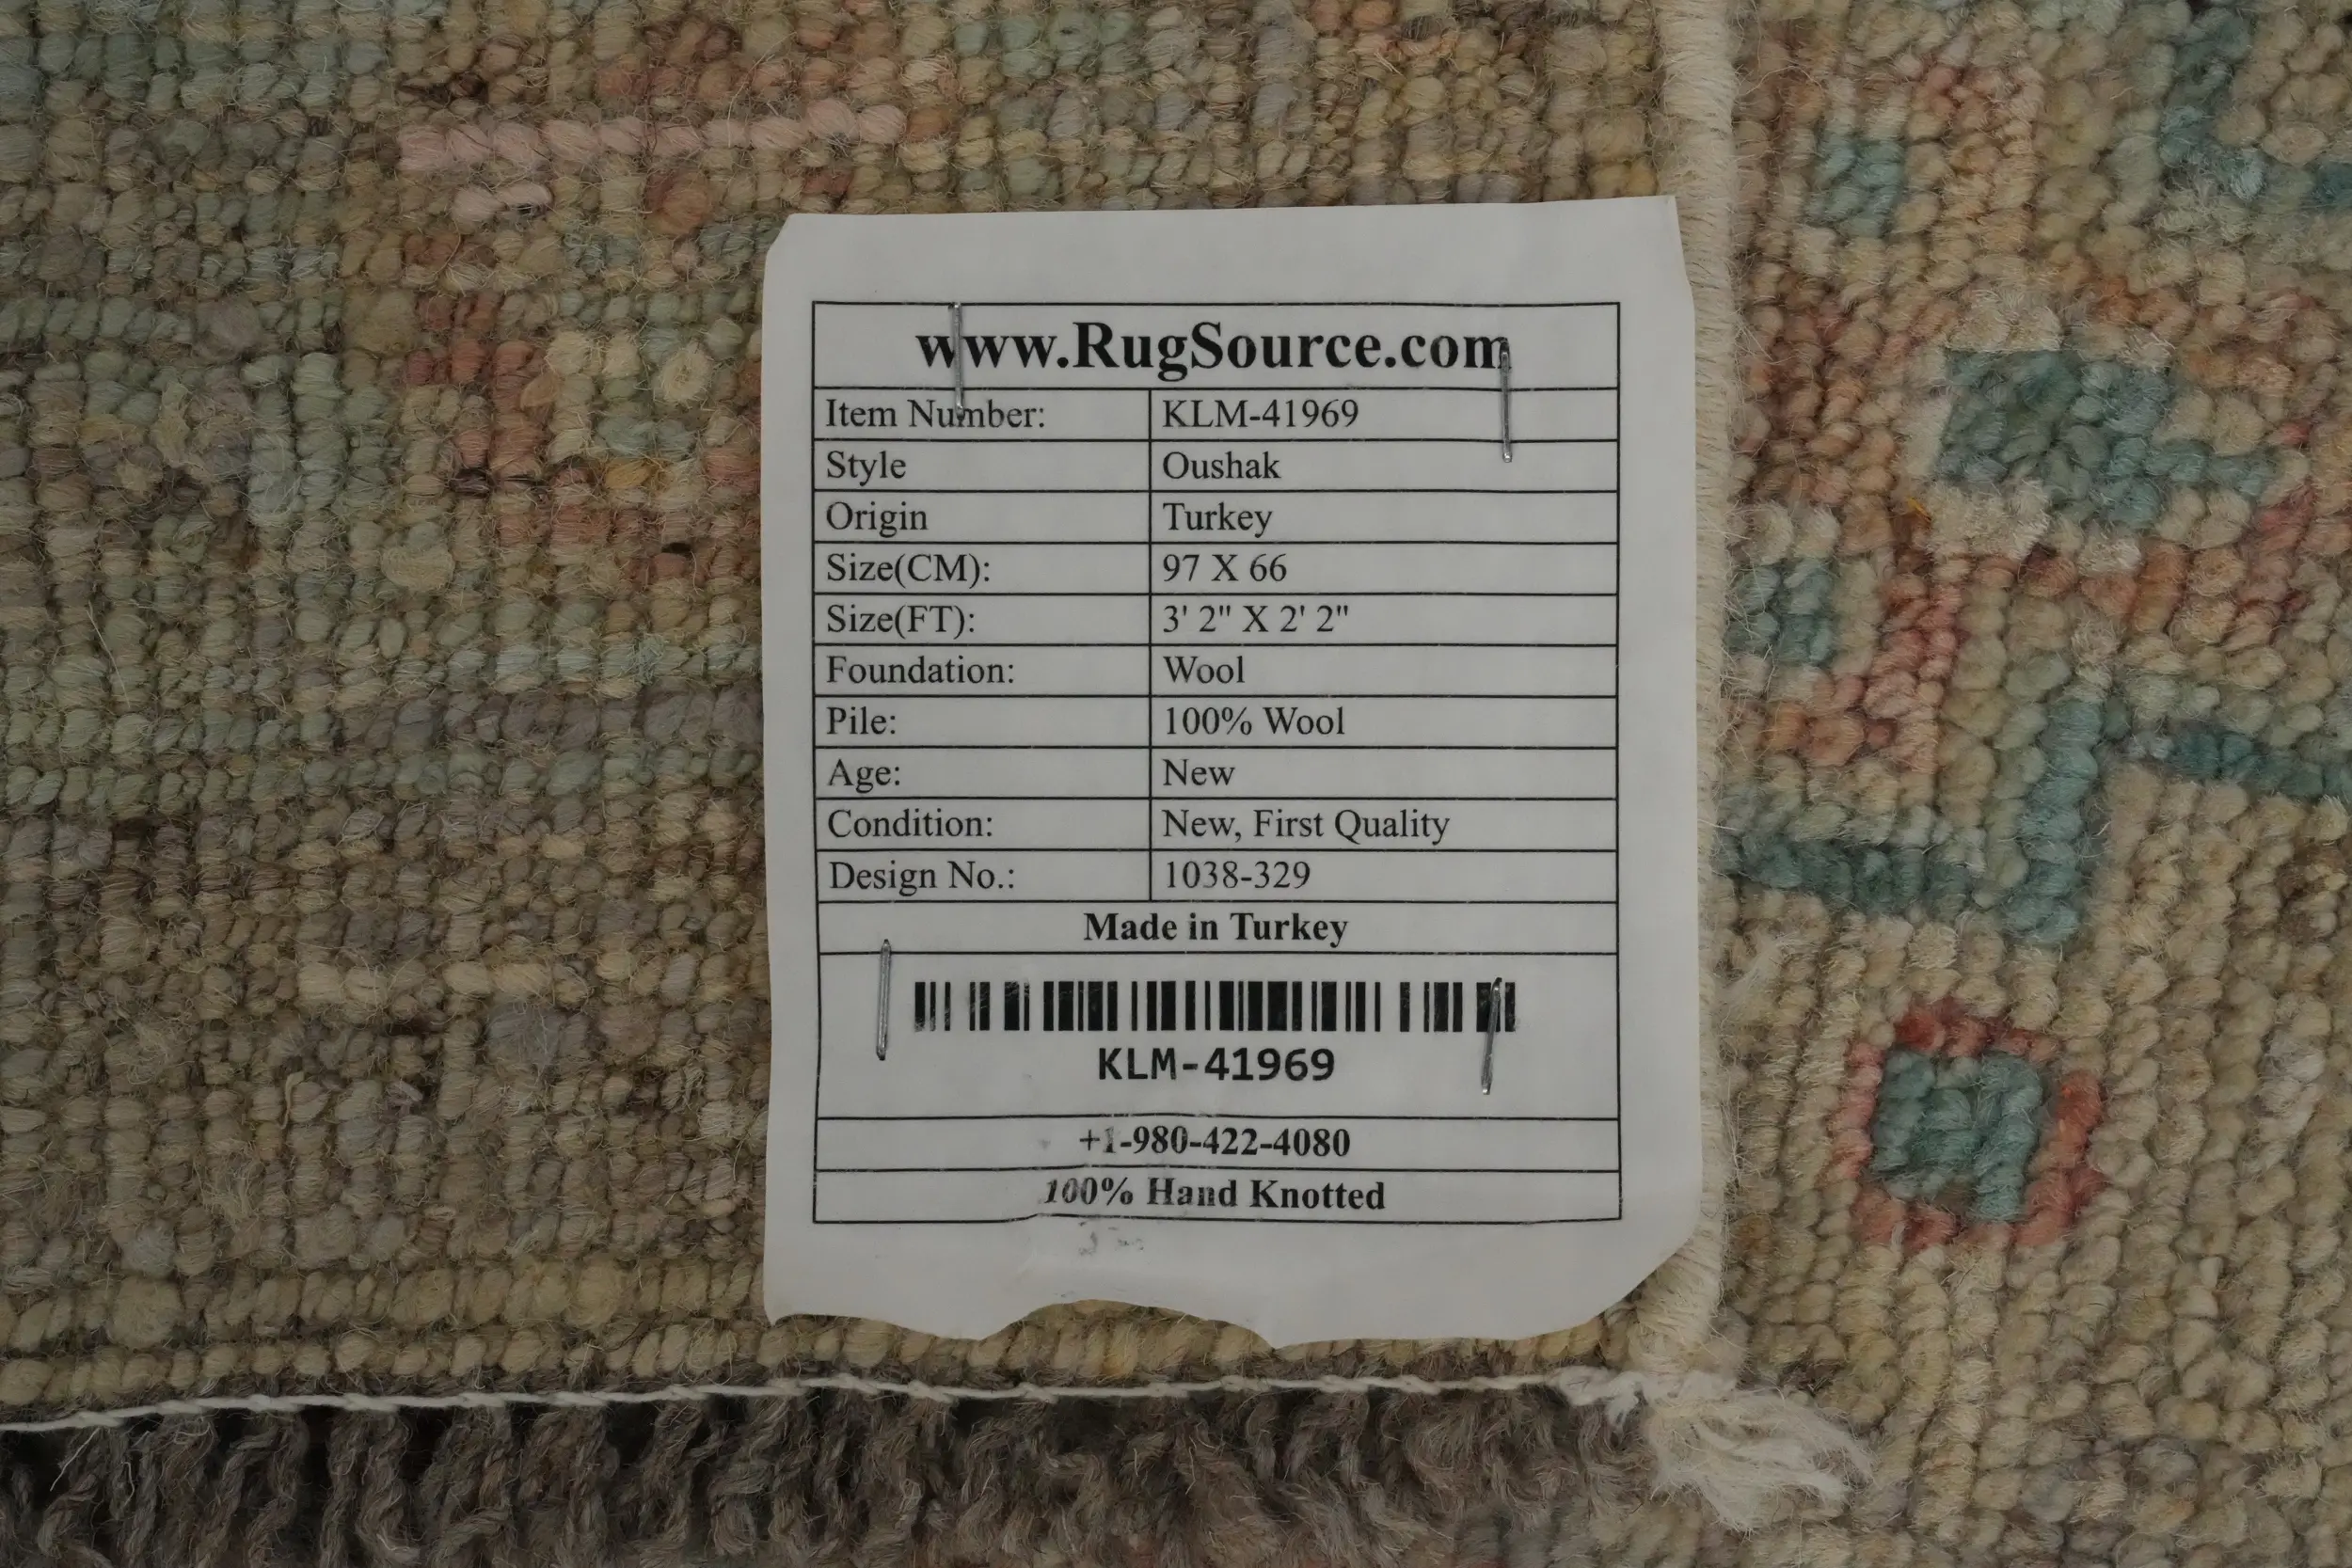 www.RugSource.com
Item Number: KLM-41969
Style Oushak
Origin Turkey
Size(CM): 97 X 66
Size(FT): 3' 2" X 2' 2"
Foundation: Wool
Pile: 100% Wool
Age: New
Condition: New, First Quality
Design No.: 1038-329
Made in Turkey
KLM-41969
+1-980-422-4080
100% Hand Knotted